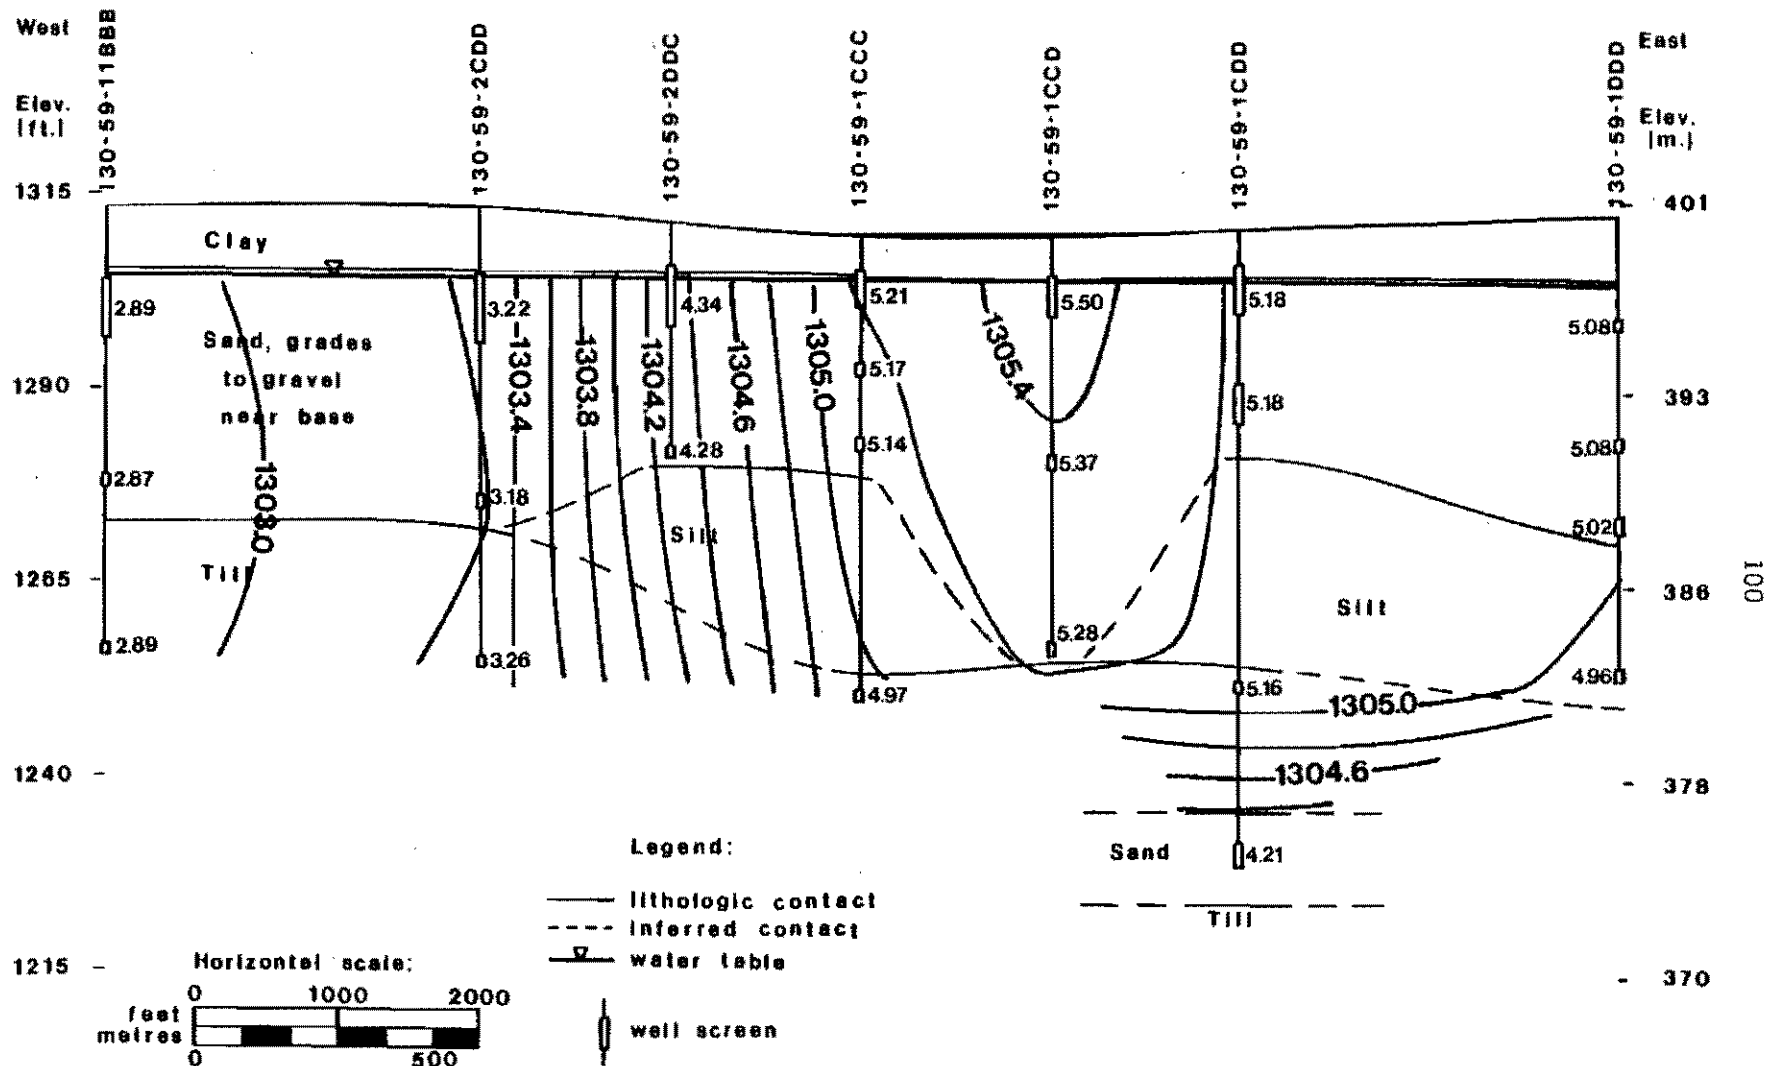 West
East
Elev.
[ft.]
Elev.
[m.]
130-59-11BBB
130-59-2CDD
130-59-2DDC
130-59-1CCC
130-59-1CCD
130-59-1CDD
130-59-1DDD
1315
401
Clay
2.89
3.22
4.34
5.21
5.50
5.18
5.08
Sand, grades
to gravel
near base
1303.4
1303.8
1304.2
1304.6
1305.0
1305.4
5.17
5.18
1290
393
5.14
5.08
4.28
5.37
2.87
3.18
1303.0
Silt
5.02
Till
1265
386
100
Silt
2.89
3.26
5.28
4.97
5.16
4.96
1305.0
1240
1304.6
378
Legend:
Sand
4.21
lithologic contact
inferred contact
water table
Till
1215
370
Horizontal scale:
0 1000 2000
feet
metres
0 500
well screen